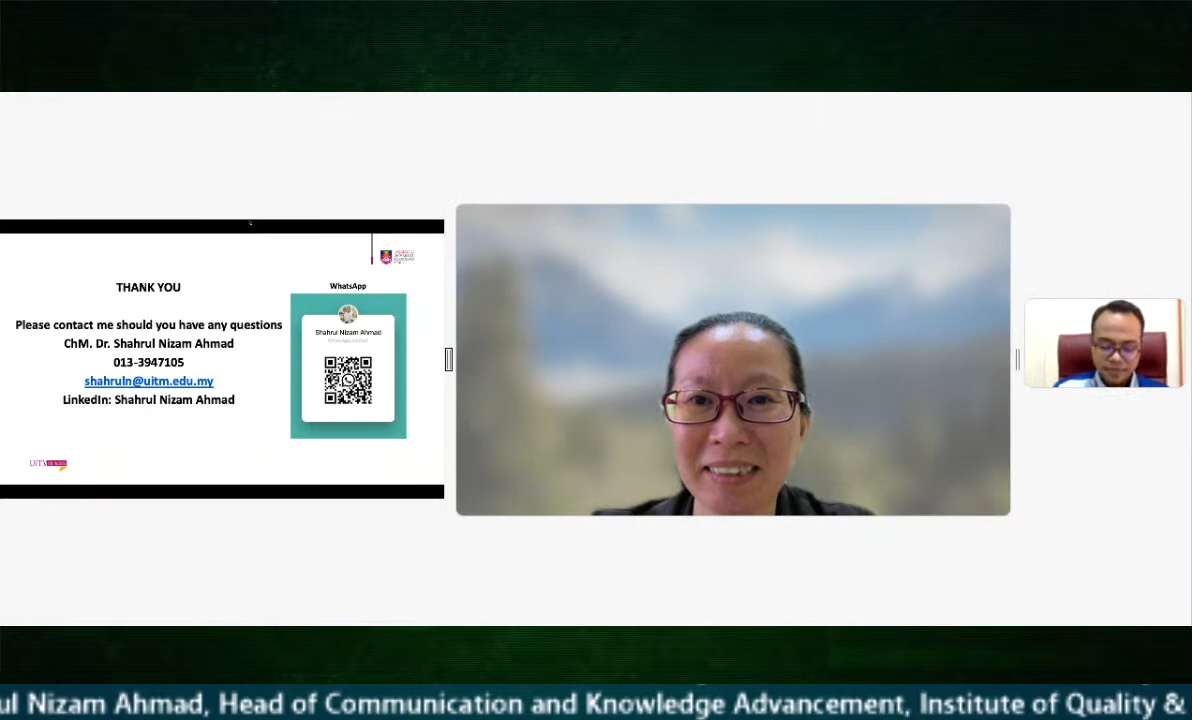 THANK YOU
Please contact me should you have any questions
ChM. Dr. Shahrul Nizam Ahmad
013-3947105
shahruln@uitm.edu.my
LinkedIn: Shahrul Nizam Ahmad
WhatsApp
Shahrul Nizam Ahmad
WhatsApp contact
ul Nizam Ahmad, Head of Communication and Knowledge Advancement, Institute of Quality &